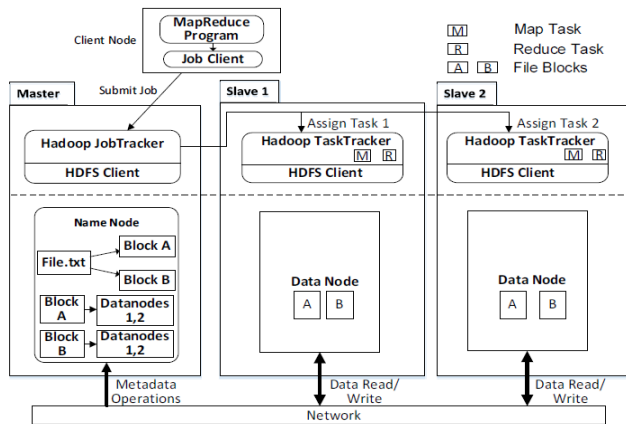 Client Node
MapReduce
Program
Job Client
M Map Task
R Reduce Task
A B File Blocks
Submit Job
Master
Hadoop JobTracker
HDFS Client
Name Node
File.txt
Block A
Block B
Block
A
Datanodes
1,2
Block
B
Datanodes
1,2
Metadata
Operations
Slave 1
Assign Task 1
Hadoop TaskTracker
M R
HDFS Client
Data Node
A B
Data Read/
Write
Slave 2
Assign Task 2
Hadoop TaskTracker
M R
HDFS Client
Data Node
A B
Data Read/
Write
Network